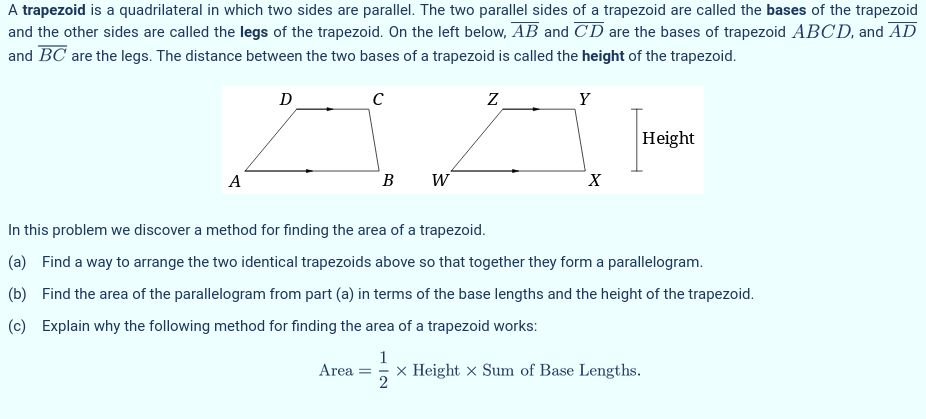 A trapezoid is a quadrilateral in which two sides are parallel. The two parallel sides of a trapezoid are called the bases of the trapezoid
and the other sides are called the legs of the trapezoid. On the left below, \overline{AB} and \overline{CD} are the bases of trapezoid ABCD, and \overline{AD}
and \overline{BC} are the legs. The distance between the two bases of a trapezoid is called the height of the trapezoid.
D C Z Y
Height
A B W X
In this problem we discover a method for finding the area of a trapezoid.
(a) Find a way to arrange the two identical trapezoids above so that together they form a parallelogram.
(b) Find the area of the parallelogram from part (a) in terms of the base lengths and the height of the trapezoid.
(c) Explain why the following method for finding the area of a trapezoid works:
Area = \frac{1}{2} × Height × Sum of Base Lengths.